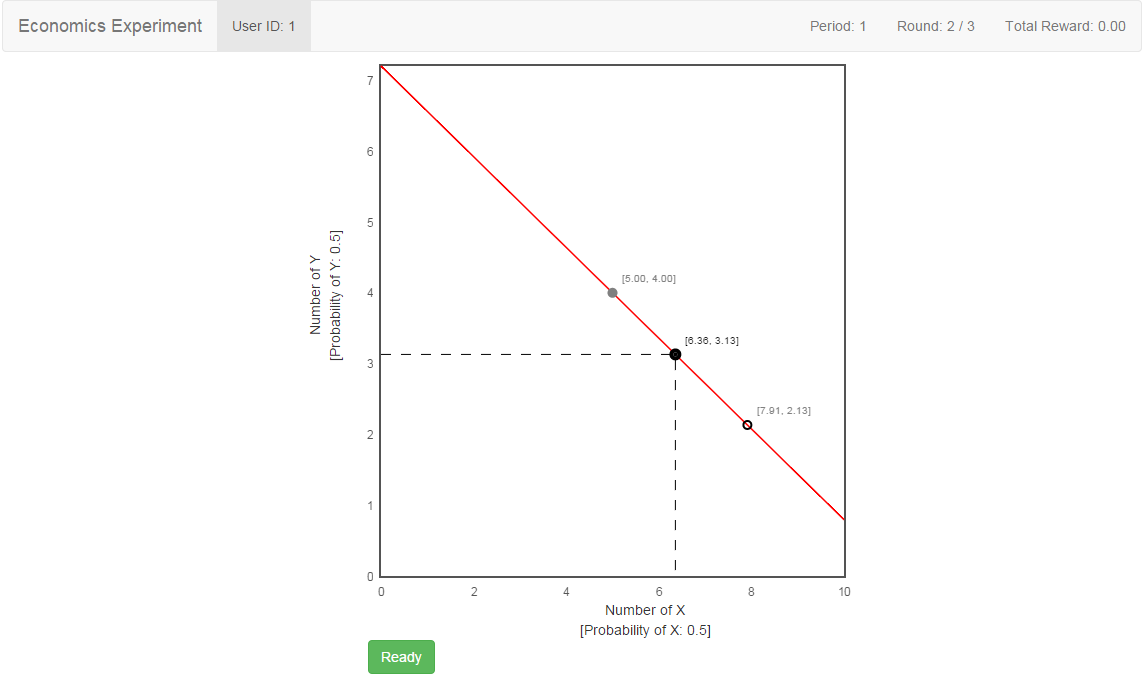 Economics Experiment
User ID: 1
Period: 1
Round: 2 / 3
Total Reward: 0.00
7
6
5
4
3
2
1
0
Number of Y
[Probability of Y: 0.5]
[5.00, 4.00]
[6.36, 3.13]
[7.91, 2.13]
0 2 4 6 8 10
Number of X
[Probability of X: 0.5]
Ready